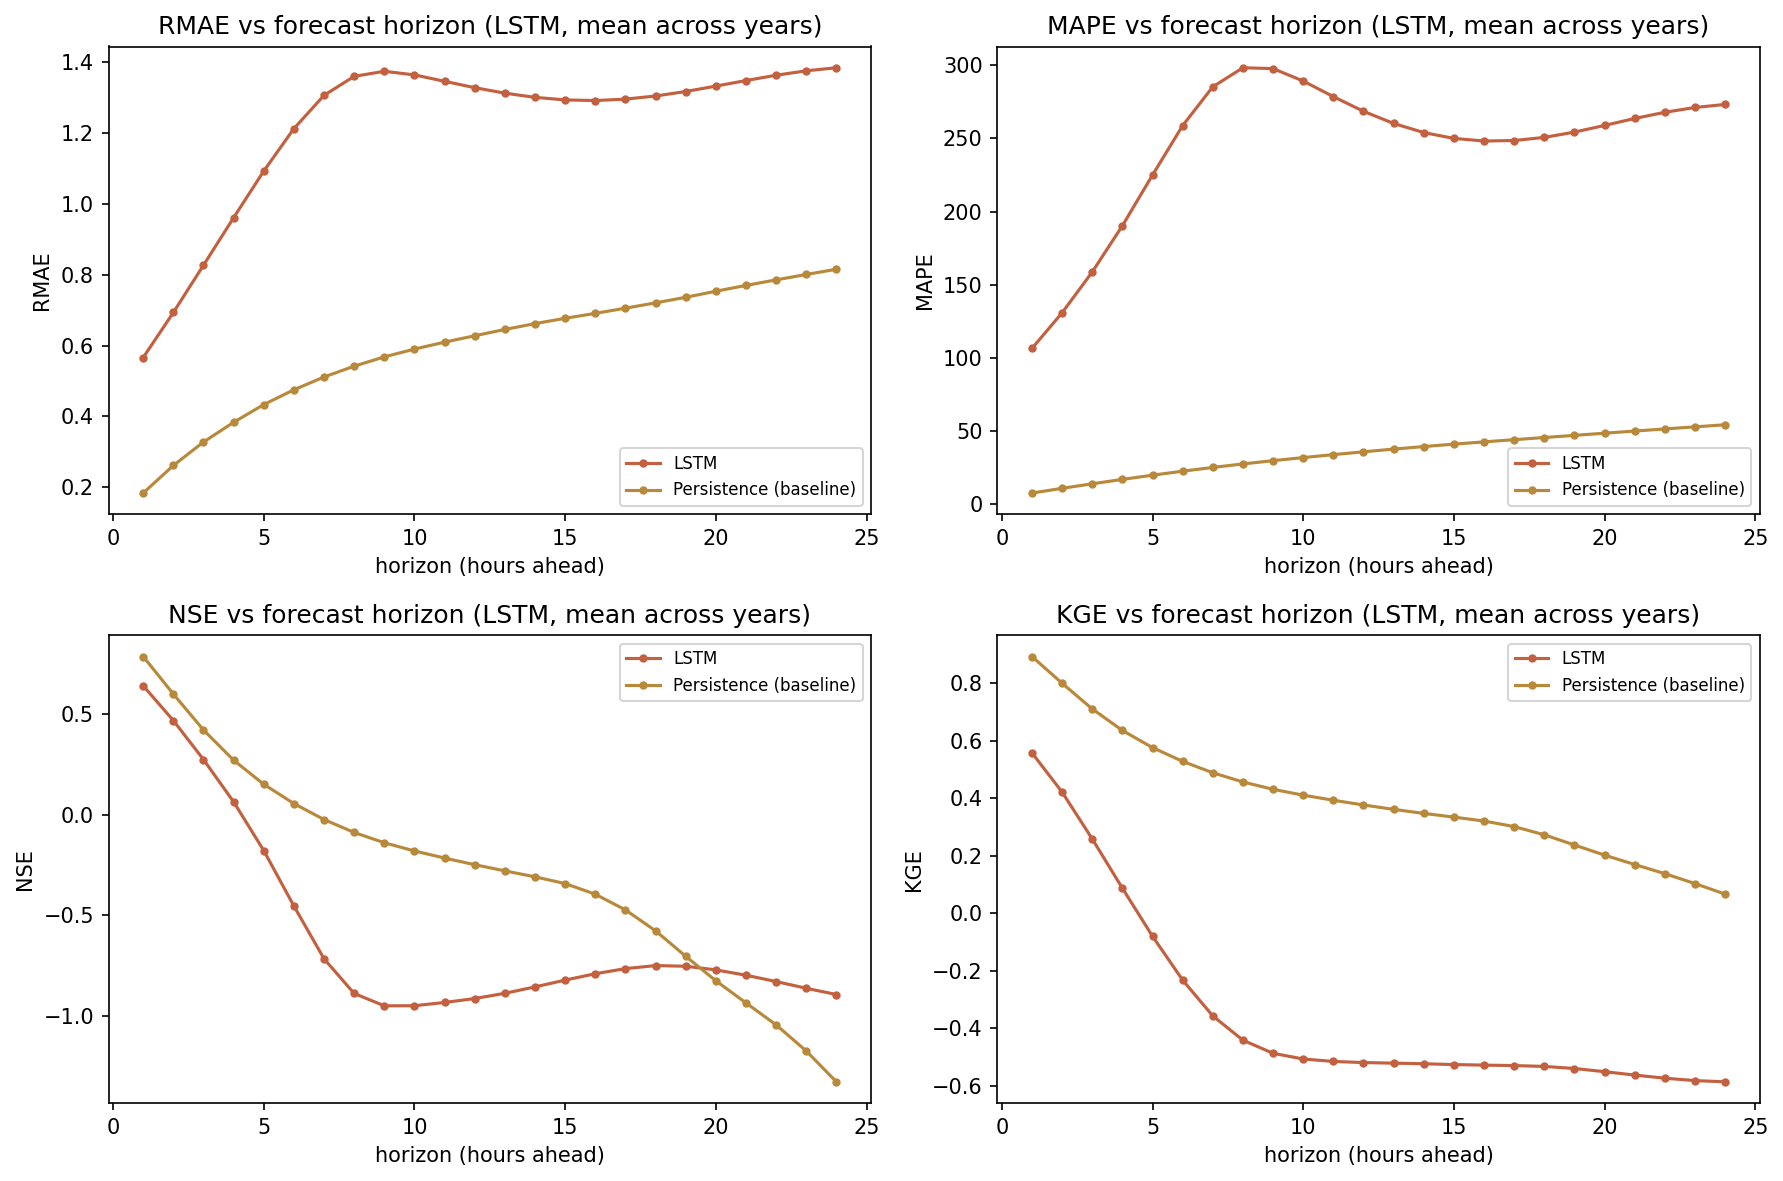 RMAE vs forecast horizon (LSTM, mean across years)
RMAE
1.4
1.2
1.0
0.8
0.6
0.4
0.2
LSTM
Persistence (baseline)
0 5 10 15 20 25
horizon (hours ahead)
MAPE vs forecast horizon (LSTM, mean across years)
MAPE
300
250
200
150
100
50
0
LSTM
Persistence (baseline)
0 5 10 15 20 25
horizon (hours ahead)
NSE vs forecast horizon (LSTM, mean across years)
NSE
0.5
0.0
−0.5
−1.0
LSTM
Persistence (baseline)
0 5 10 15 20 25
horizon (hours ahead)
KGE vs forecast horizon (LSTM, mean across years)
KGE
0.8
0.6
0.4
0.2
0.0
−0.2
−0.4
−0.6
LSTM
Persistence (baseline)
0 5 10 15 20 25
horizon (hours ahead)